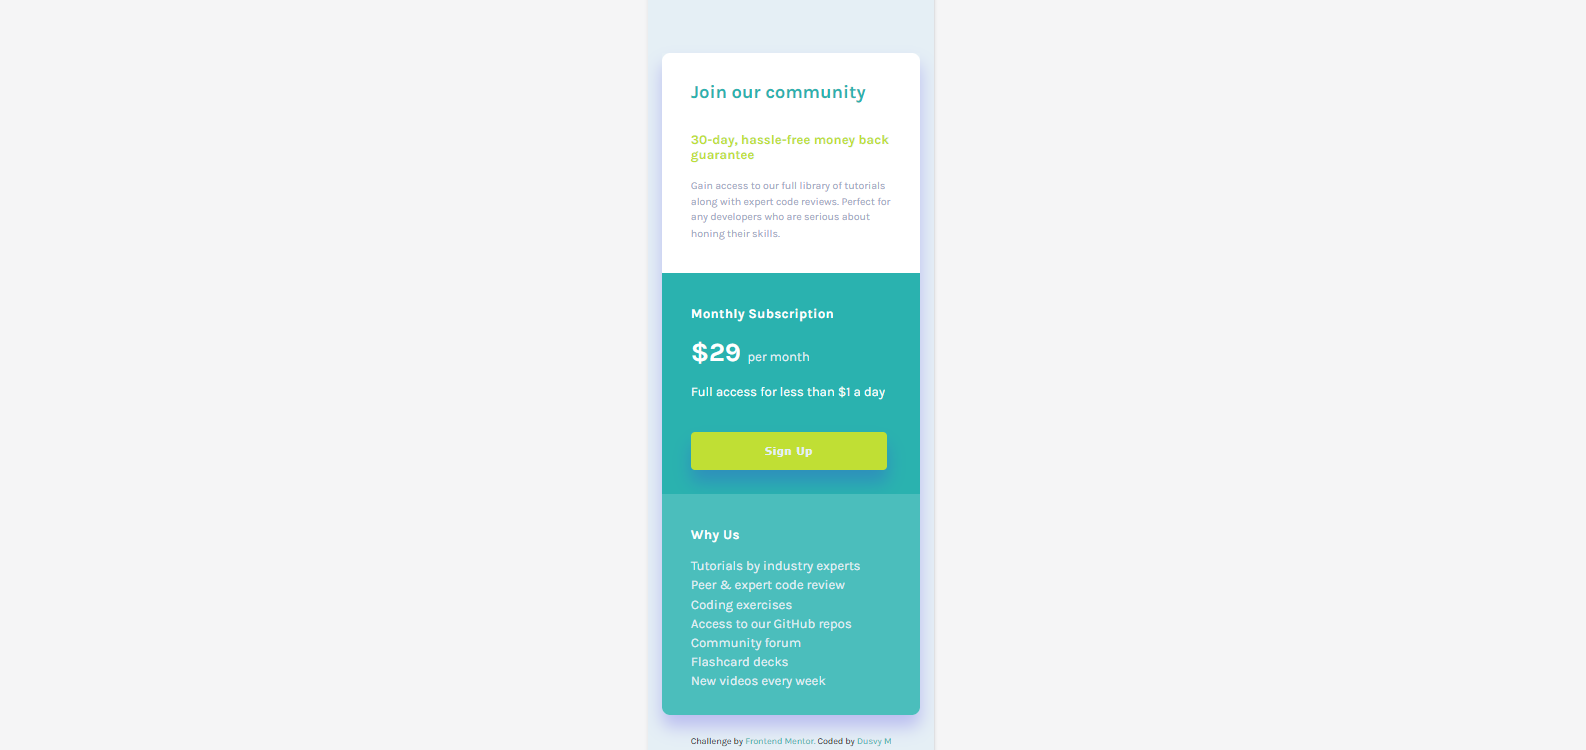 Join our community
30-day, hassle-free money back
guarantee
Gain access to our full library of tutorials
along with expert code reviews. Perfect for
any developers who are serious about
honing their skills.
Monthly Subscription
$29 per month
Full access for less than $1 a day
Sign Up
Why Us
Tutorials by industry experts
Peer & expert code review
Coding exercises
Access to our GitHub repos
Community forum
Flashcard decks
New videos every week
Challenge by Frontend Mentor. Coded by Dusvy M